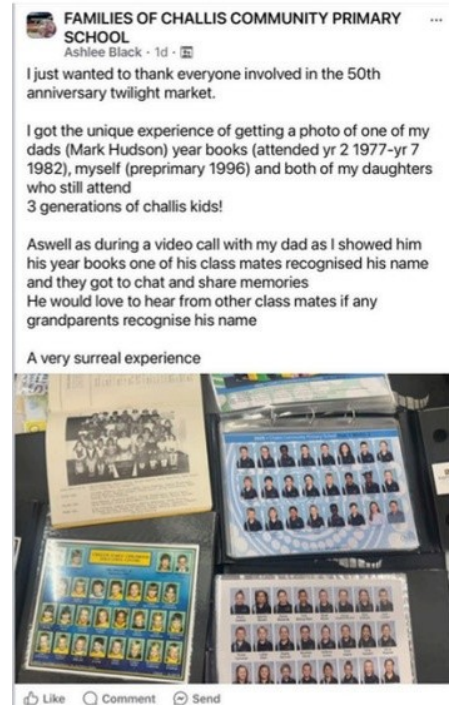 FAMILIES OF CHALLIS COMMUNITY PRIMARY
SCHOOL
Ashlee Black · 1d ·
I just wanted to thank everyone involved in the 50th
anniversary twilight market.
I got the unique experience of getting a photo of one of my
dads (Mark Hudson) year books (attended yr 2 1977-yr 7
1982), myself (preprimary 1996) and both of my daughters
who still attend
3 generations of challis kids!
Aswell as during a video call with my dad as I showed him
his year books one of his class mates recognised his name
and they got to chat and share memories
He would love to hear from other class mates if any
grandparents recognise his name
A very surreal experience
Like Comment Send